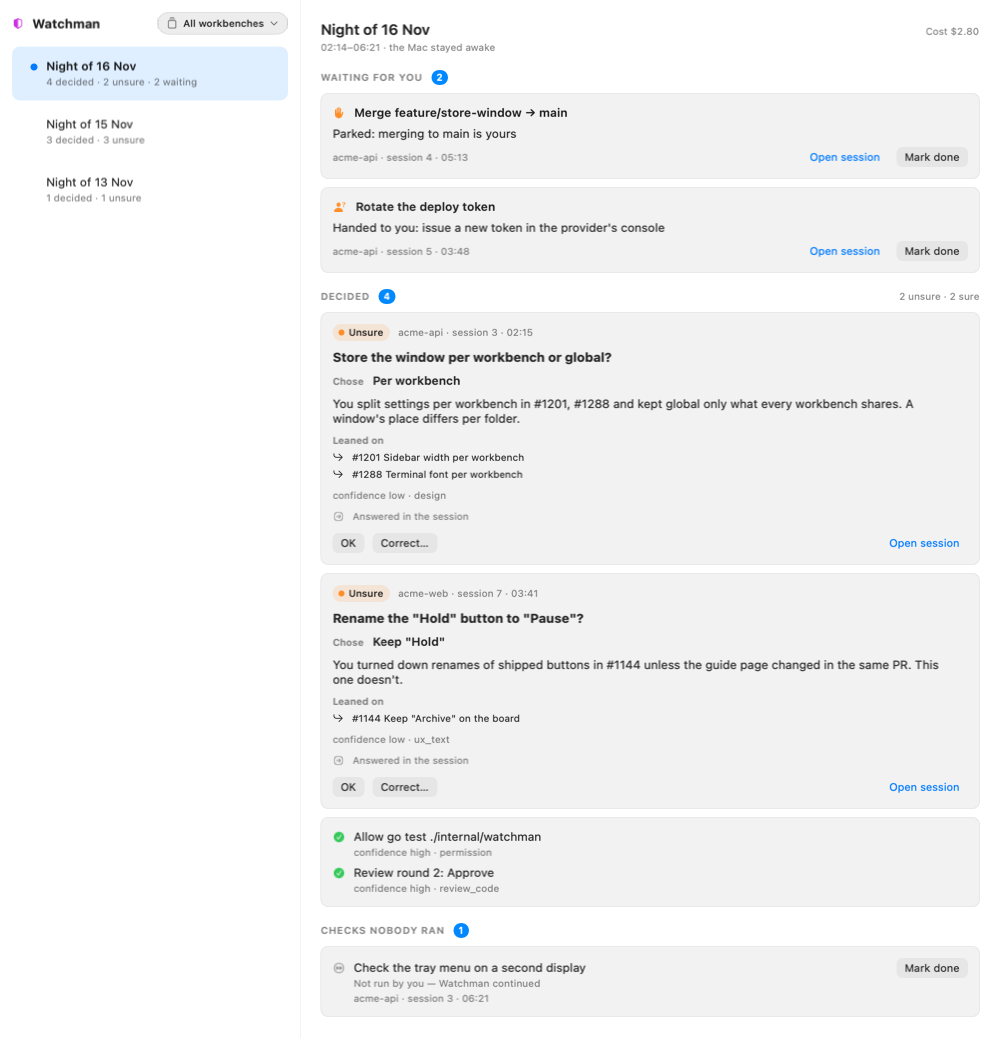 Watchman
All workbenches
Night of 16 Nov
4 decided · 2 unsure · 2 waiting
Night of 15 Nov
3 decided · 3 unsure
Night of 13 Nov
1 decided · 1 unsure
Night of 16 Nov
Cost $2.80
02:14–06:21 · the Mac stayed awake
WAITING FOR YOU 2
Merge feature/store-window → main
Parked: merging to main is yours
acme-api · session 4 · 05:13
Open session
Mark done
Rotate the deploy token
Handed to you: issue a new token in the provider's console
acme-api · session 5 · 03:48
Open session
Mark done
DECIDED 4
2 unsure · 2 sure
Unsure acme-api · session 3 · 02:15
Store the window per workbench or global?
Chose Per workbench
You split settings per workbench in #1201, #1288 and kept global only what every workbench shares. A
window's place differs per folder.
Leaned on
#1201 Sidebar width per workbench
#1288 Terminal font per workbench
confidence low · design
Answered in the session
OK
Correct...
Open session
Unsure acme-web · session 7 · 03:41
Rename the "Hold" button to "Pause"?
Chose Keep "Hold"
You turned down renames of shipped buttons in #1144 unless the guide page changed in the same PR. This
one doesn't.
Leaned on
#1144 Keep "Archive" on the board
confidence low · ux_text
Answered in the session
OK
Correct...
Open session
Allow go test ./internal/watchman
confidence high · permission
Review round 2: Approve
confidence high · review_code
CHECKS NOBODY RAN 1
Check the tray menu on a second display
Mark done
Not run by you — Watchman continued
acme-api · session 3 · 06:21